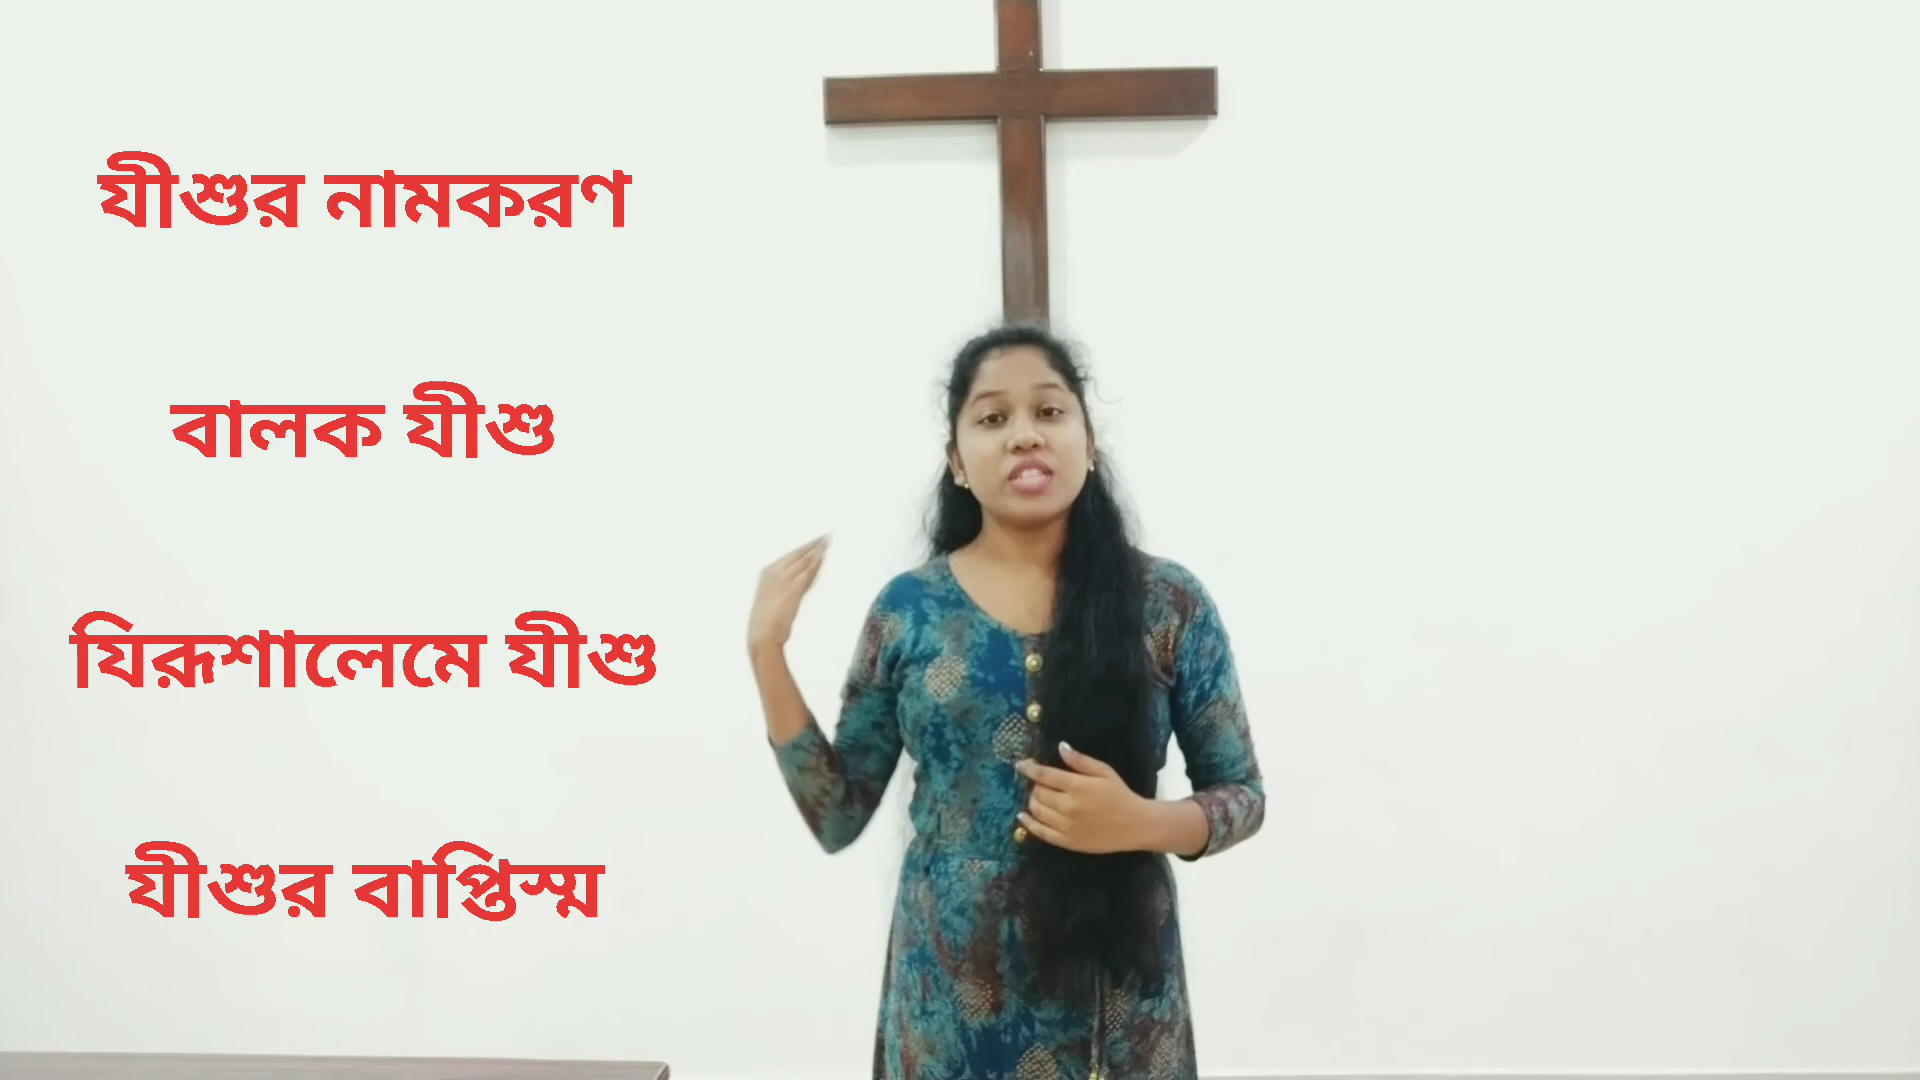 যীশুর নামকরণ
বালক যীশু
যিরূশালেমে যীশু
যীশুর বাপ্তিস্ম